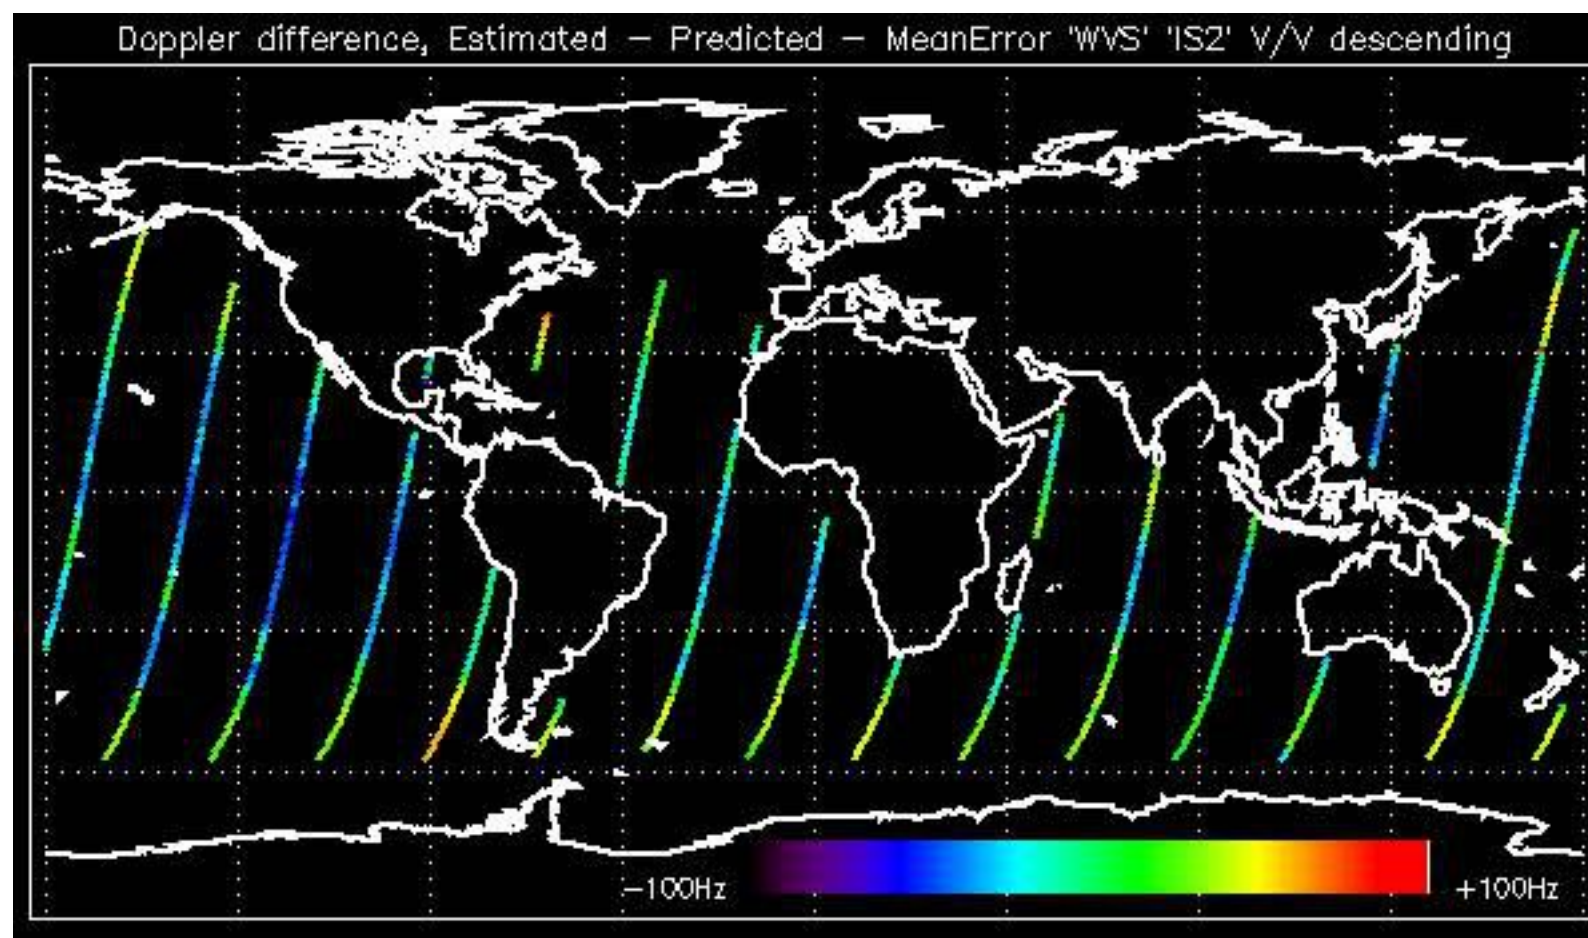 Doppler difference, Estimated – Predicted – MeanError 'WVS' 'IS2' V/V descending
–100Hz +100Hz